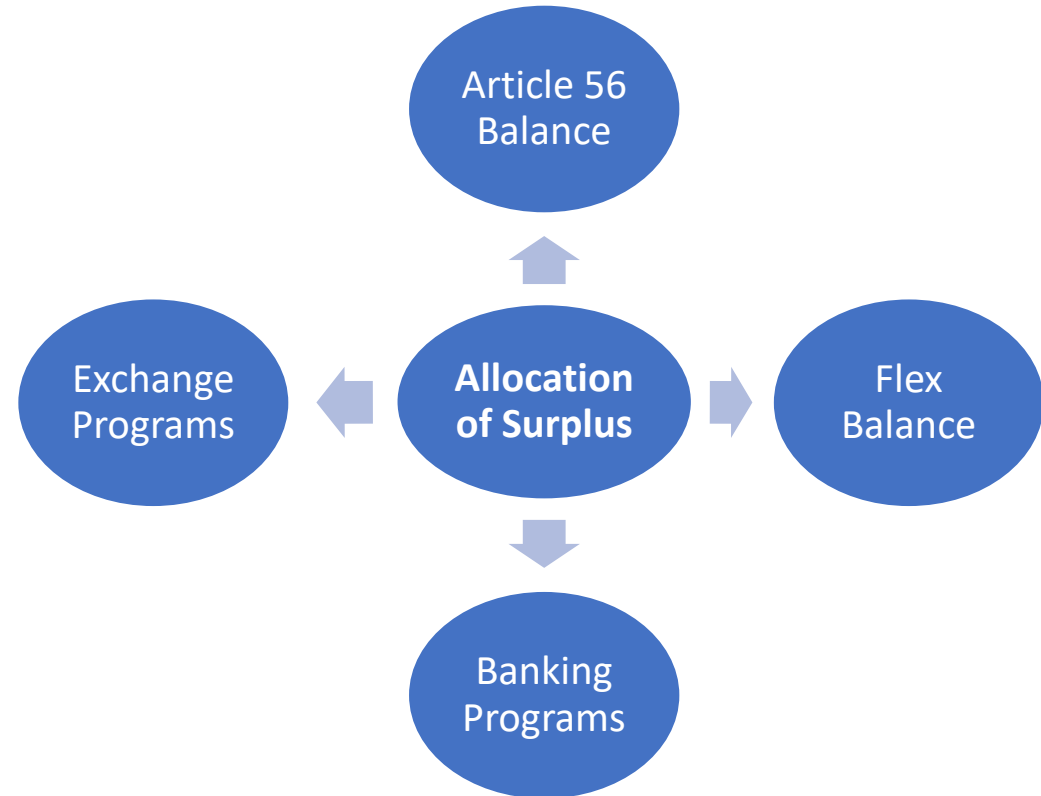 Article 56
Balance
Exchange
Programs
Allocation
of Surplus
Flex
Balance
Banking
Programs